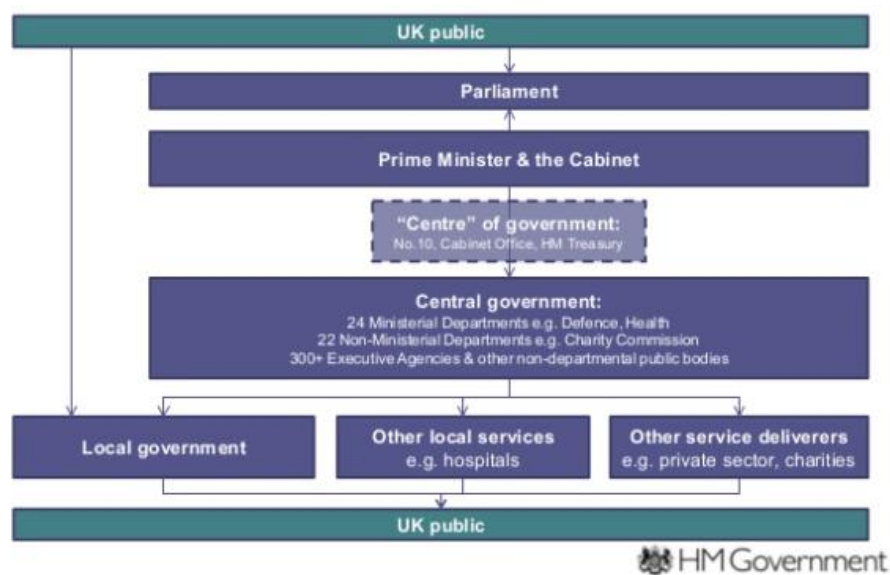 UK public
Parliament
Prime Minister & the Cabinet
“Centre” of government:
No.10, Cabinet Office, HM Treasury
Central government:
24 Ministerial Departments e.g. Defence, Health
22 Non-Ministerial Departments e.g. Charity Commission
300+ Executive Agencies & other non-departmental public bodies
Local government
Other local services
e.g. hospitals
Other service deliverers
e.g. private sector, charities
UK public
HM Government